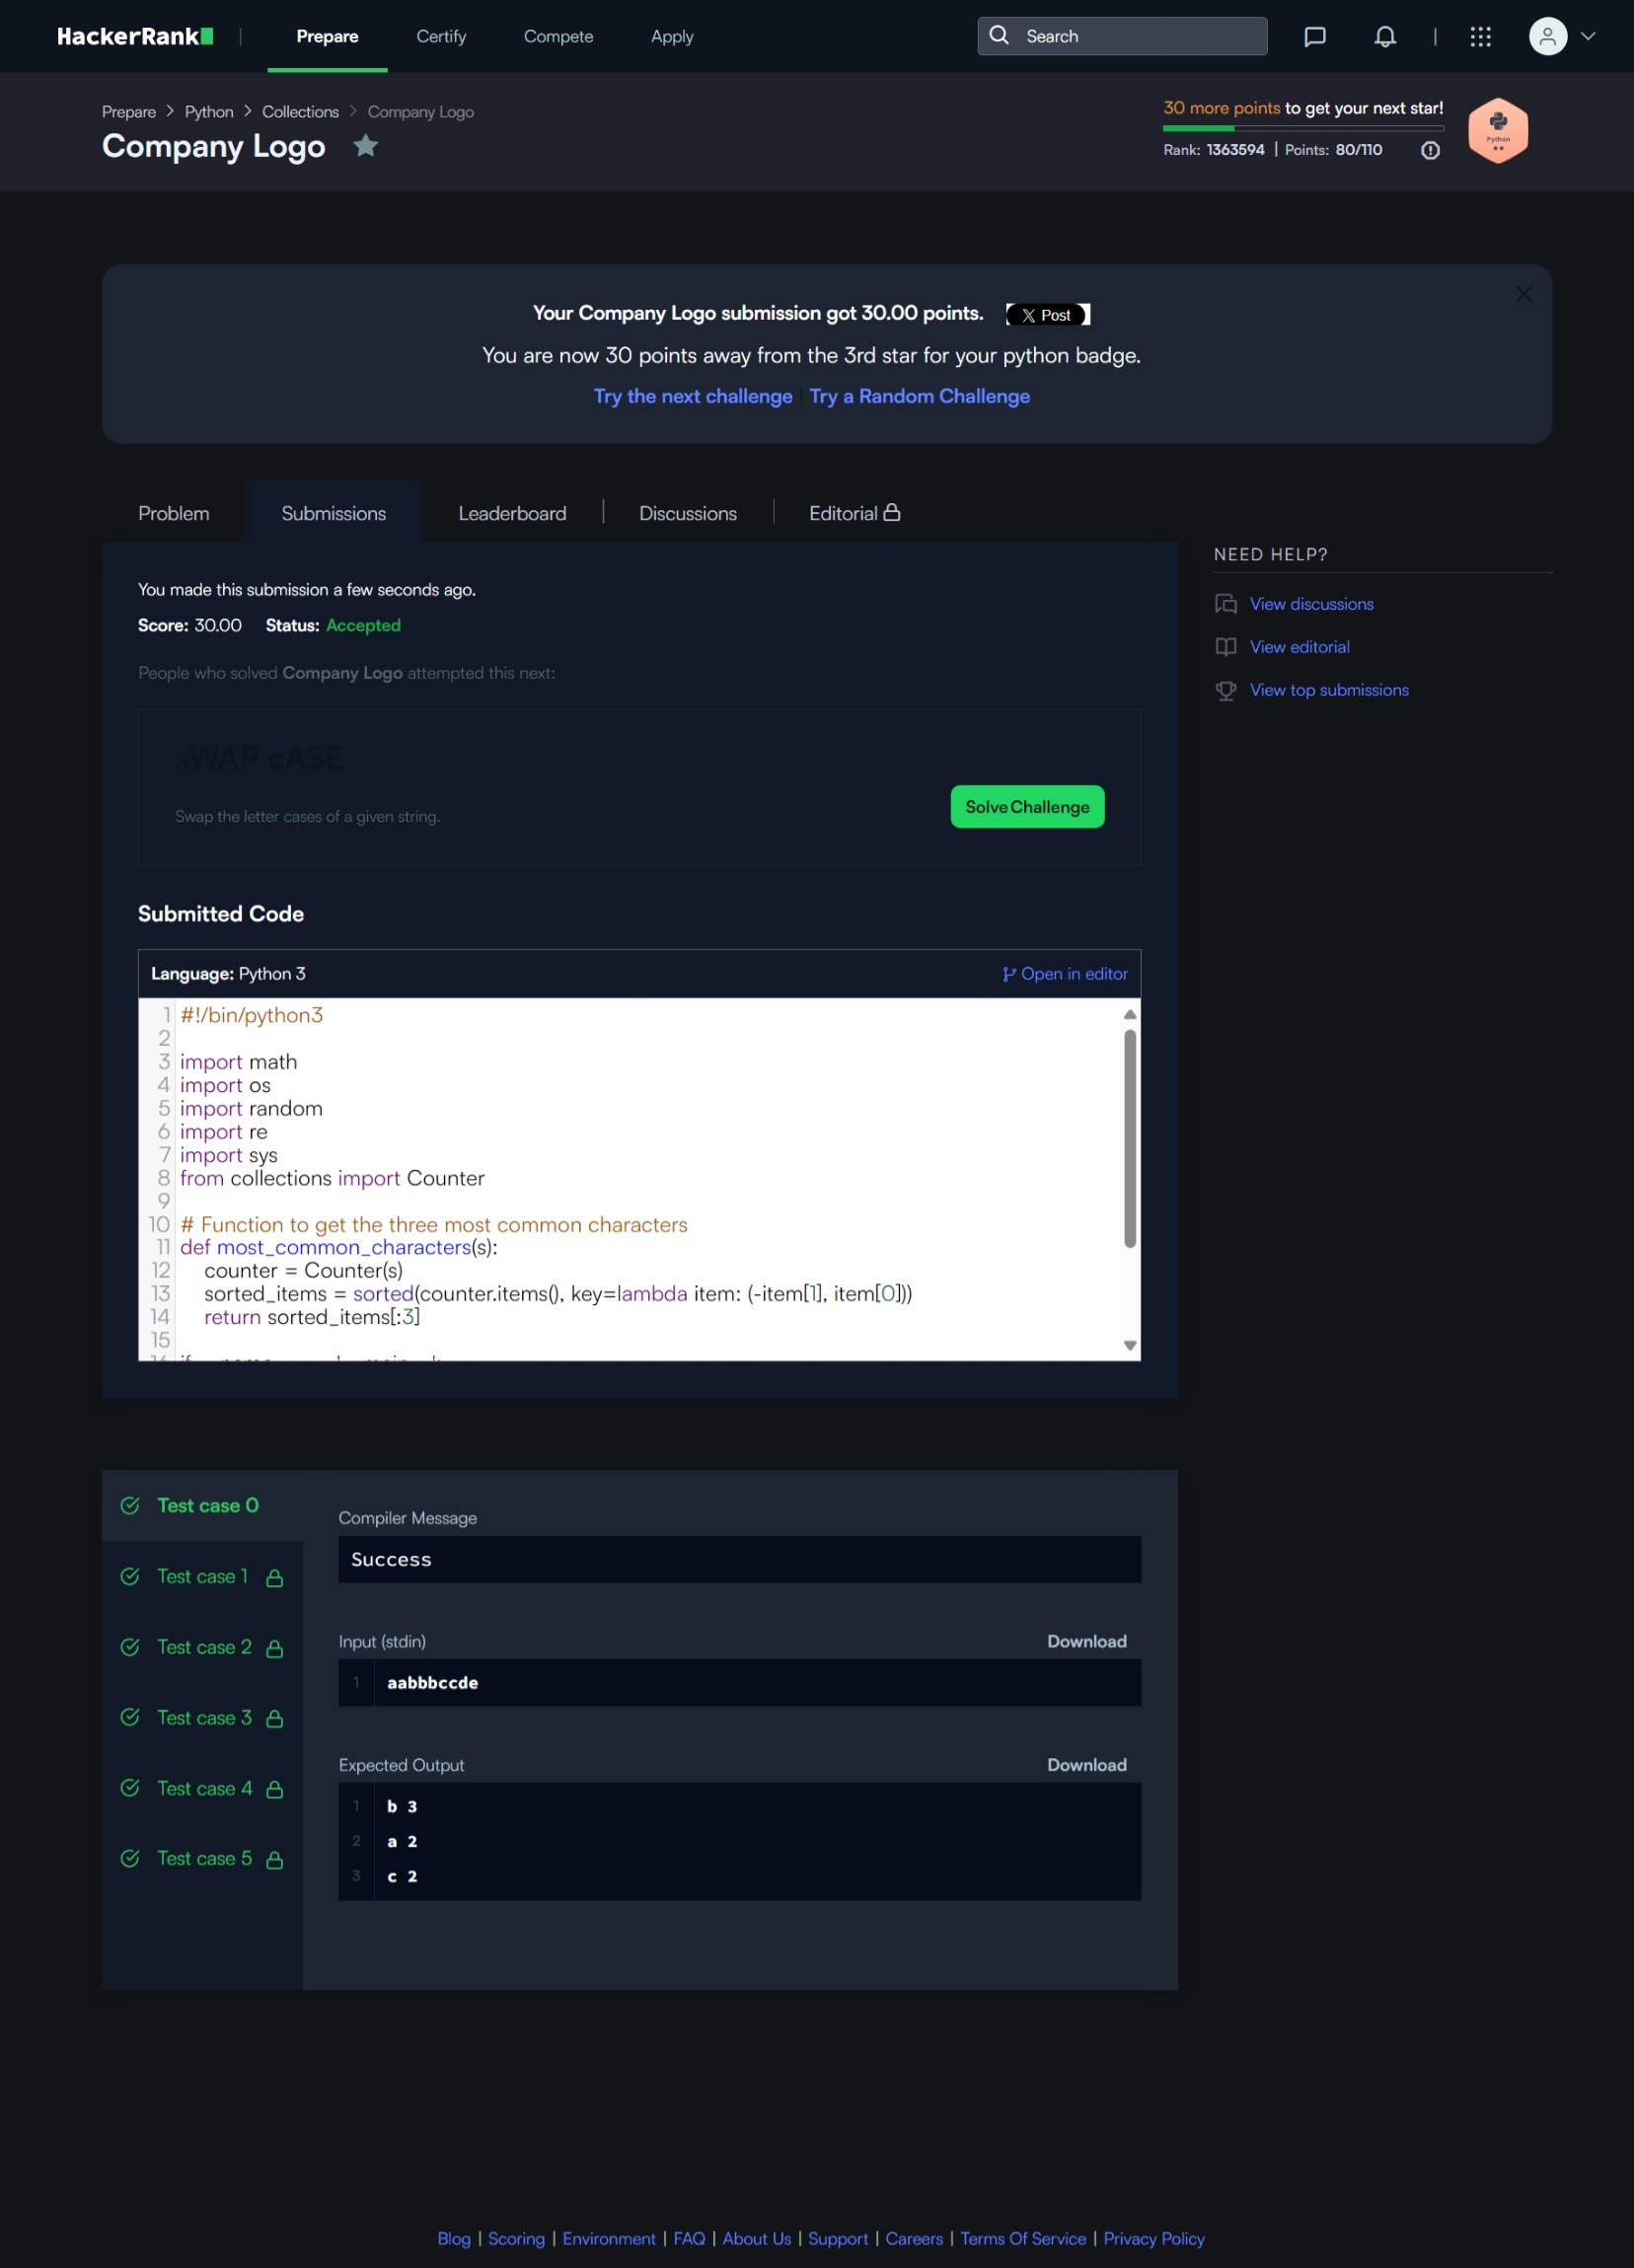 HackerRank | Prepare Certify Compete Apply Search |
Prepare > Python > Collections > Company Logo
Company Logo
30 more points to get your next star!
Rank: 1363594 | Points: 80/110
Python
Your Company Logo submission got 30.00 points. X Post
You are now 30 points away from the 3rd star for your python badge.
Try the next challenge | Try a Random Challenge
Problem Submissions Leaderboard | Discussions | Editorial
NEED HELP?
View discussions
View editorial
View top submissions
You made this submission a few seconds ago.
Score: 30.00 Status: Accepted
People who solved Company Logo attempted this next:
sWAP cASE
Swap the letter cases of a given string.
Solve Challenge
Submitted Code
Language: Python 3 Open in editor
1 #!/bin/python3
2
3 import math
4 import os
5 import random
6 import re
7 import sys
8 from collections import Counter
9
10 # Function to get the three most common characters
11 def most_common_characters(s):
12 counter = Counter(s)
13 sorted_items = sorted(counter.items(), key=lambda item: (-item[1], item[0]))
14 return sorted_items[:3]
15
Test case 0
Test case 1
Test case 2
Test case 3
Test case 4
Test case 5
Compiler Message
Success
Input (stdin) Download
1 aabbbccde
Expected Output Download
1 b 3
2 a 2
3 c 2
Blog | Scoring | Environment | FAQ | About Us | Support | Careers | Terms Of Service | Privacy Policy